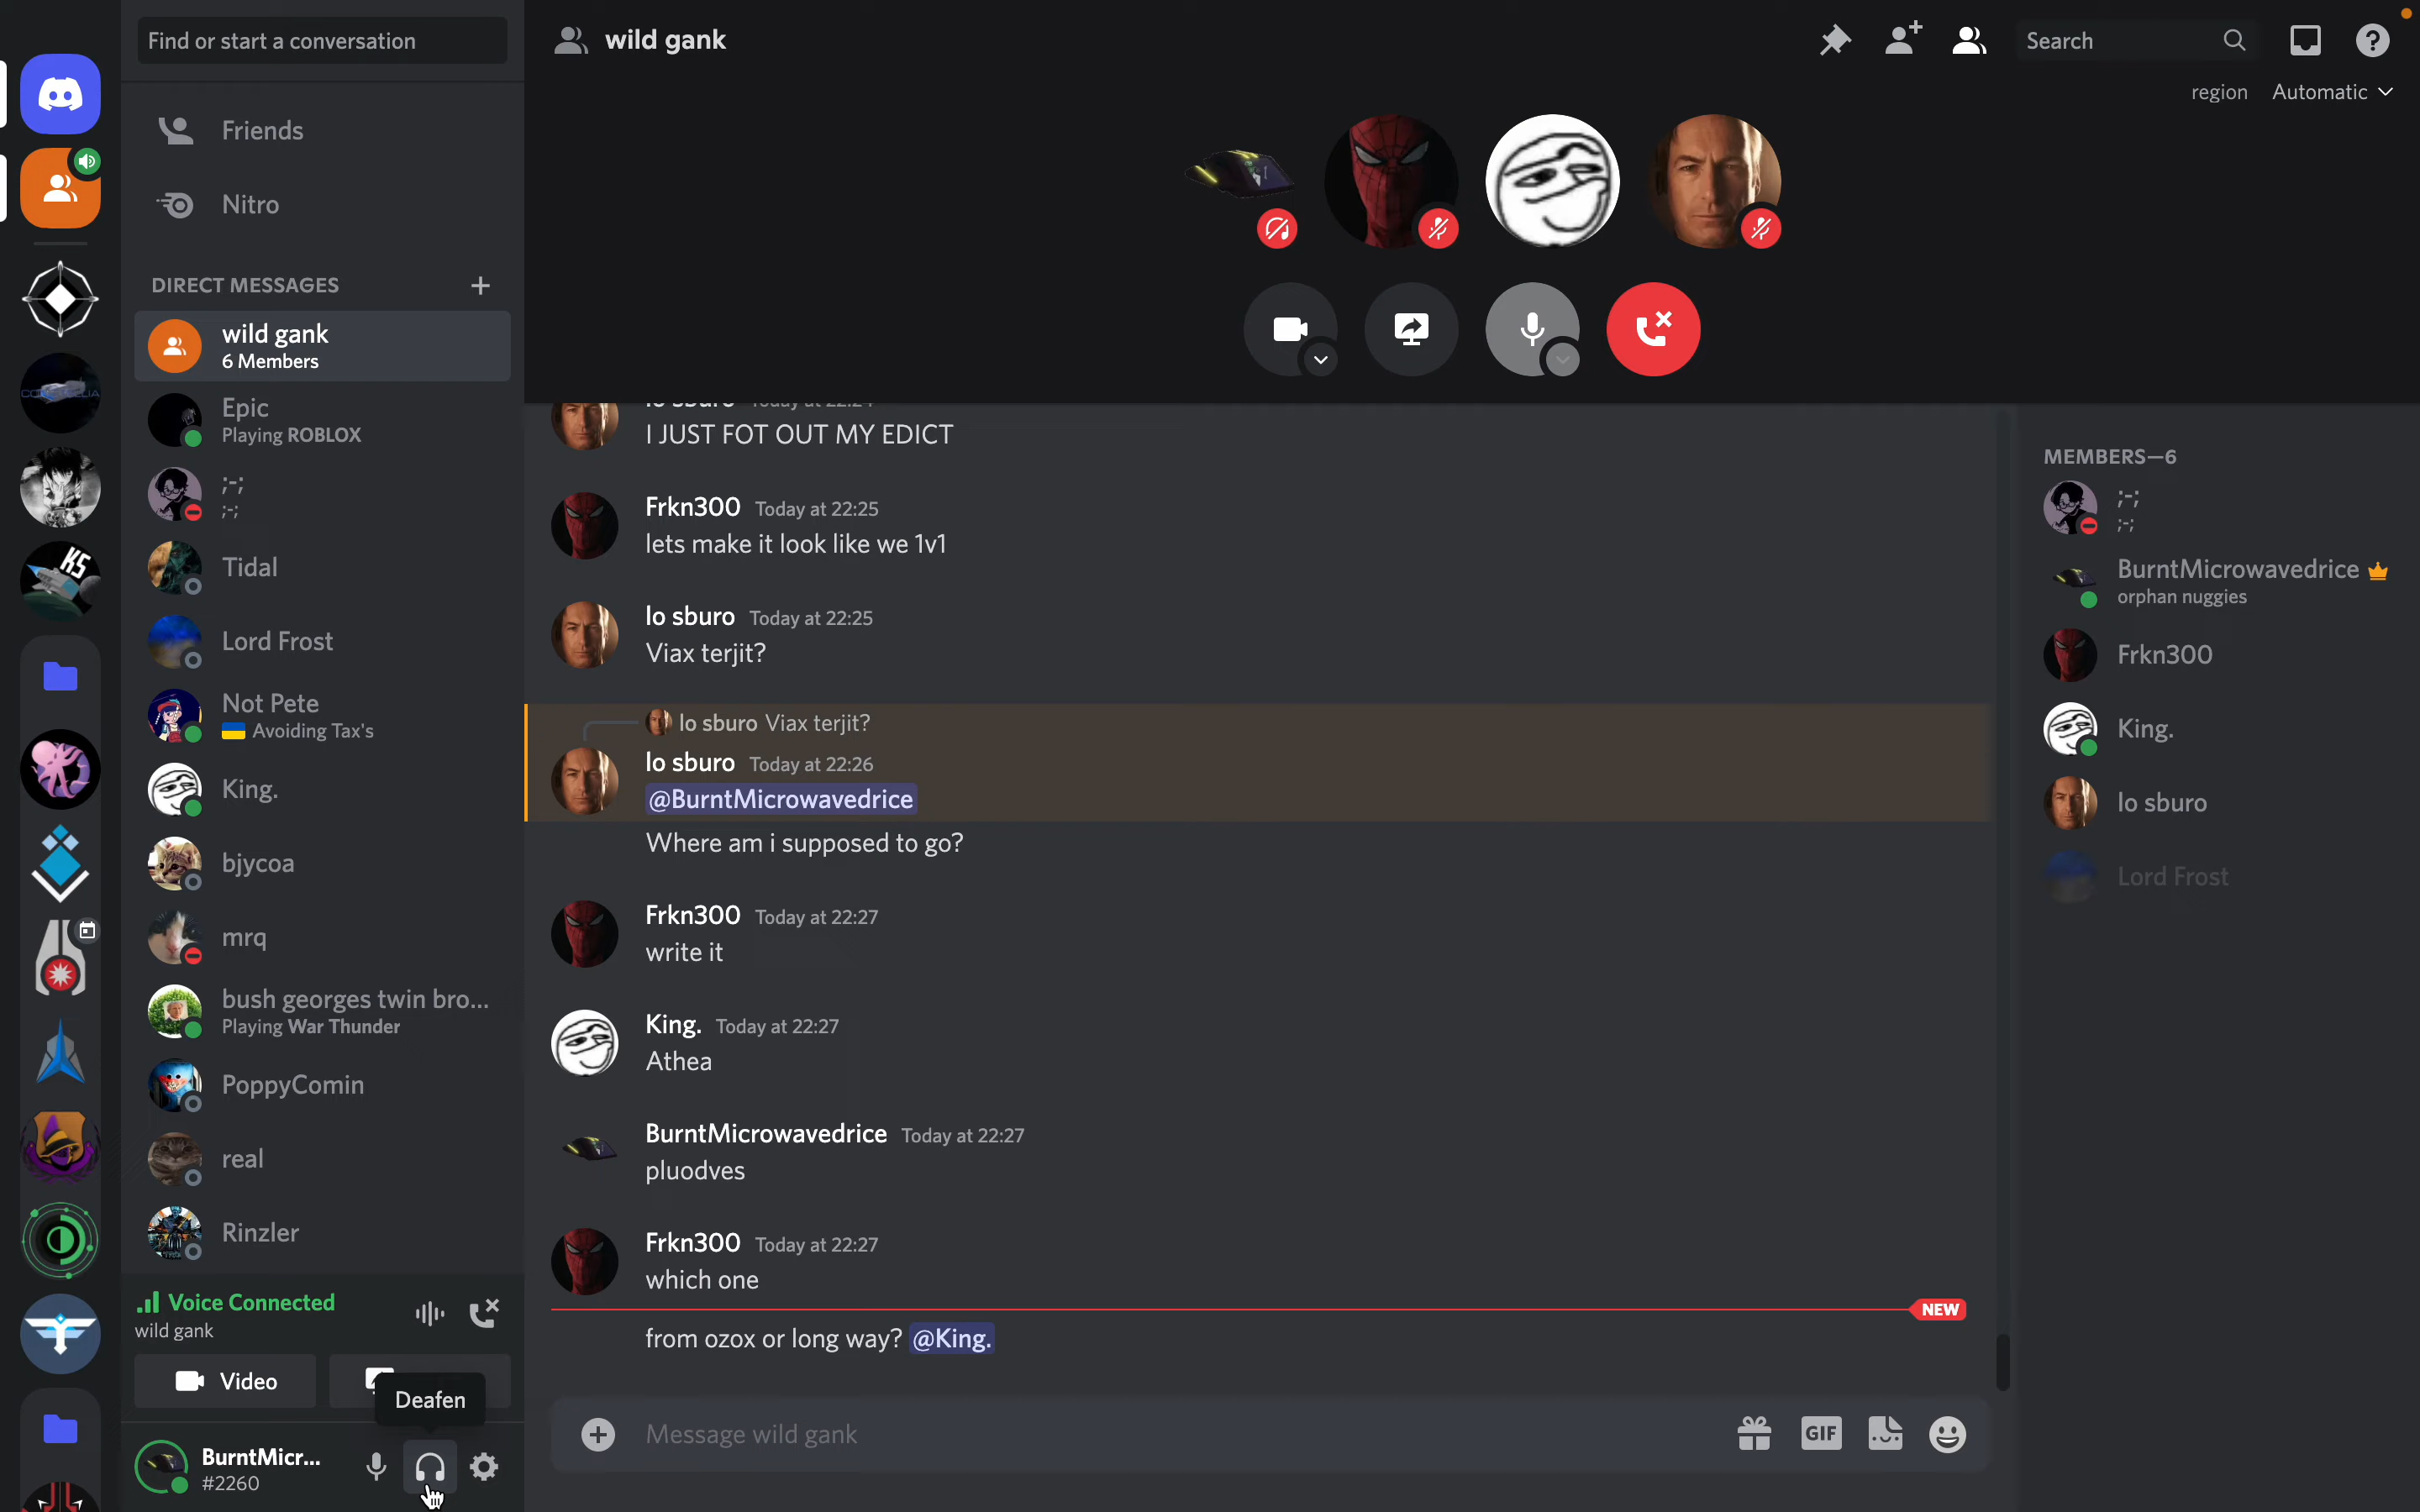 Find or start a conversation
Friends
Nitro
DIRECT MESSAGES
wild gank
6 Members
Epic
Playing ROBLOX
;-;
;-;
Tidal
Lord Frost
Not Pete
Avoiding Tax's
King.
bjycoa
mrq
bush georges twin bro...
Playing War Thunder
PoppyComin
real
Rinzler
Voice Connected
wild gank
Video
Deafen
BurntMicr...
#2260
KS
wild gank
Search
region Automatic
lo sburo Today at 22:24
I JUST FOT OUT MY EDICT
Frkn300 Today at 22:25
lets make it look like we 1v1
lo sburo Today at 22:25
Viax terjit?
lo sburo Viax terjit?
lo sburo Today at 22:26
@BurntMicrowavedrice
Where am i supposed to go?
Frkn300 Today at 22:27
write it
King. Today at 22:27
Athea
BurntMicrowavedrice Today at 22:27
pluodves
Frkn300 Today at 22:27
which one
NEW
from ozox or long way? @King.
Message wild gank
GIF
MEMBERS—6
;-;
;-;
BurntMicrowavedrice
orphan nuggies
Frkn300
King.
lo sburo
Lord Frost